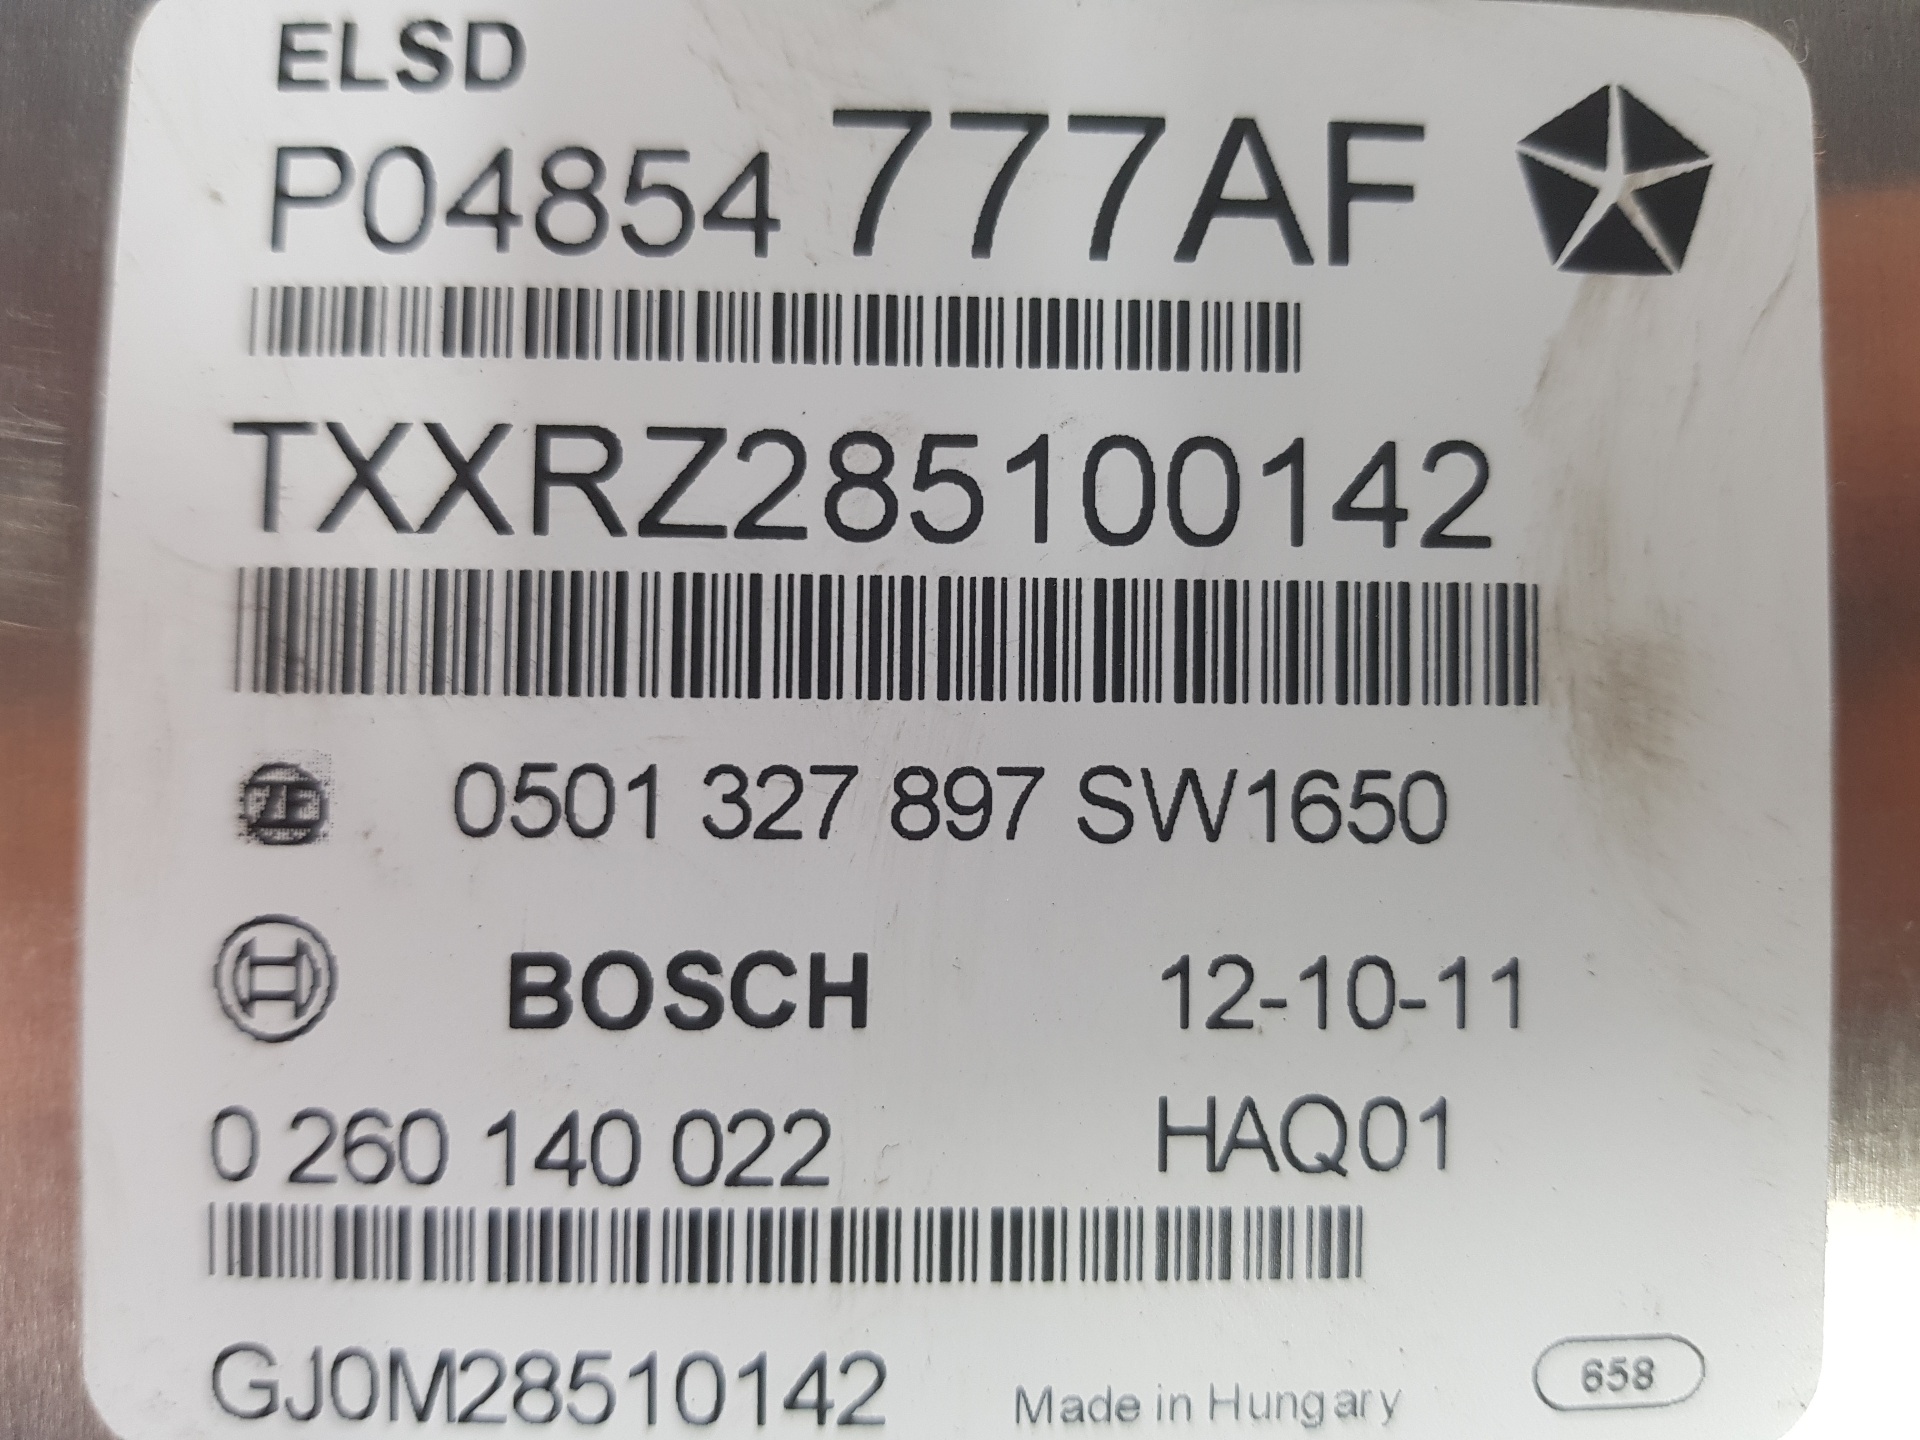 ELSD
P04854 777AF
TXXRZ285100142
ZF 0501 327 897 SW1650
BOSCH 12-10-11
0 260 140 022 HAQ01
GJ0M28510142 Made in Hungary 658